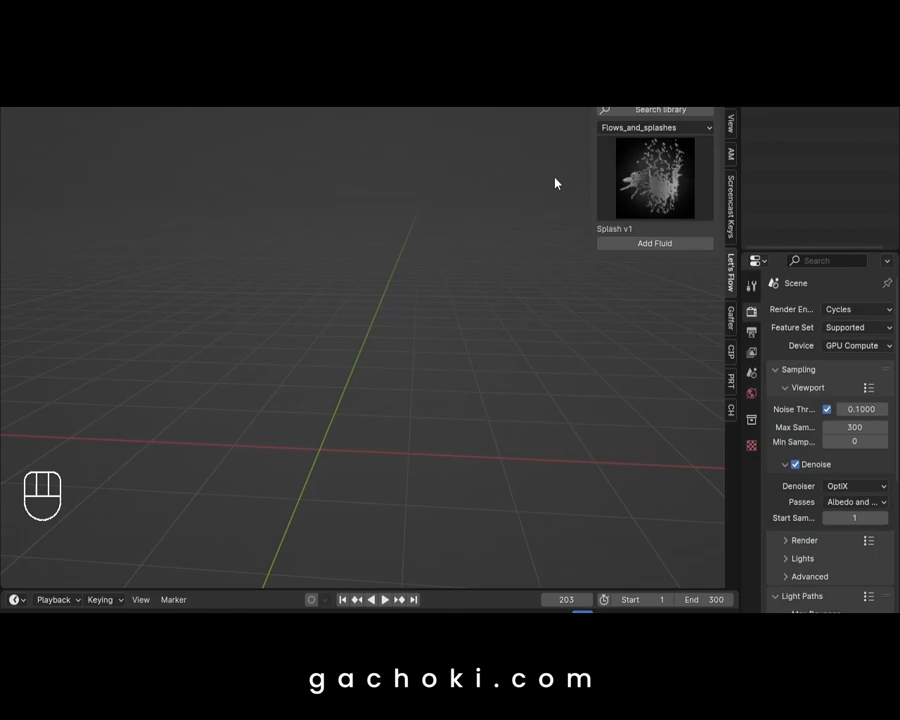 Search library
Flows_and_splashes
Splash v1
Add Fluid
View
AM
Screencast Keys
Let's Flow
Gaffer
CIP
PRT
CH
Search
Scene
Render En... Cycles
Feature Set Supported
Device GPU Compute
Sampling
Viewport
Noise Thr... 0.1000
Max Sam... 300
Min Samp... 0
Denoise
Denoiser OptiX
Passes Albedo and ...
Start Sam... 1
Render
Lights
Advanced
Light Paths
Playback Keying View Marker 203 Start 1 End 300
gachoki.com